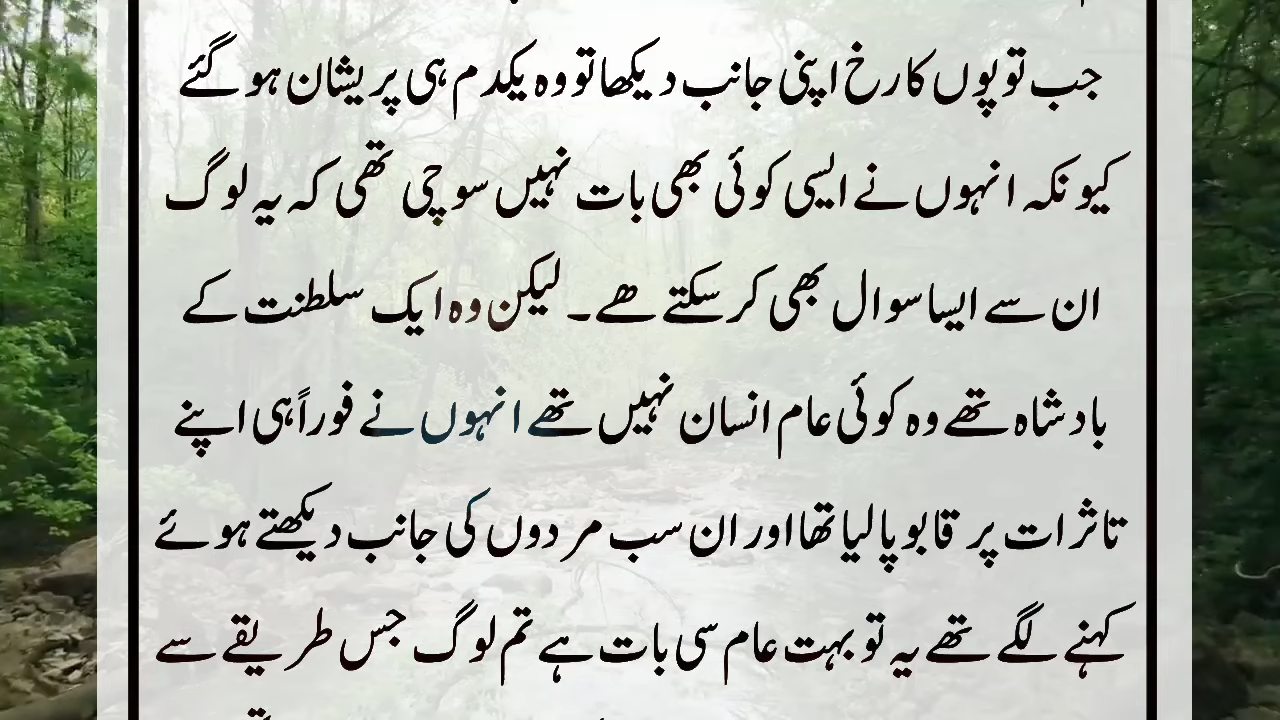 جب توپوں کا رخ اپنی جانب دیکھا تو وہ یکدم ہی پریشان ہو گئے
کیونکہ انہوں نے ایسی کوئی بھی بات نہیں سوچی تھی کہ یہ لوگ
ان سے ایسا سوال بھی کر سکتے ھے۔ لیکن وہ ایک سلطنت کے
بادشاہ تھے وہ کوئی عام انسان نہیں تھے انہوں نے فوراً ہی اپنے
تاثرات پر قابو پا لیا تھا اور ان سب مردوں کی جانب دیکھتے ہوئے
کہنے لگے تھے یہ تو بہت عام سی بات ہے تم لوگ جس طریقے سے